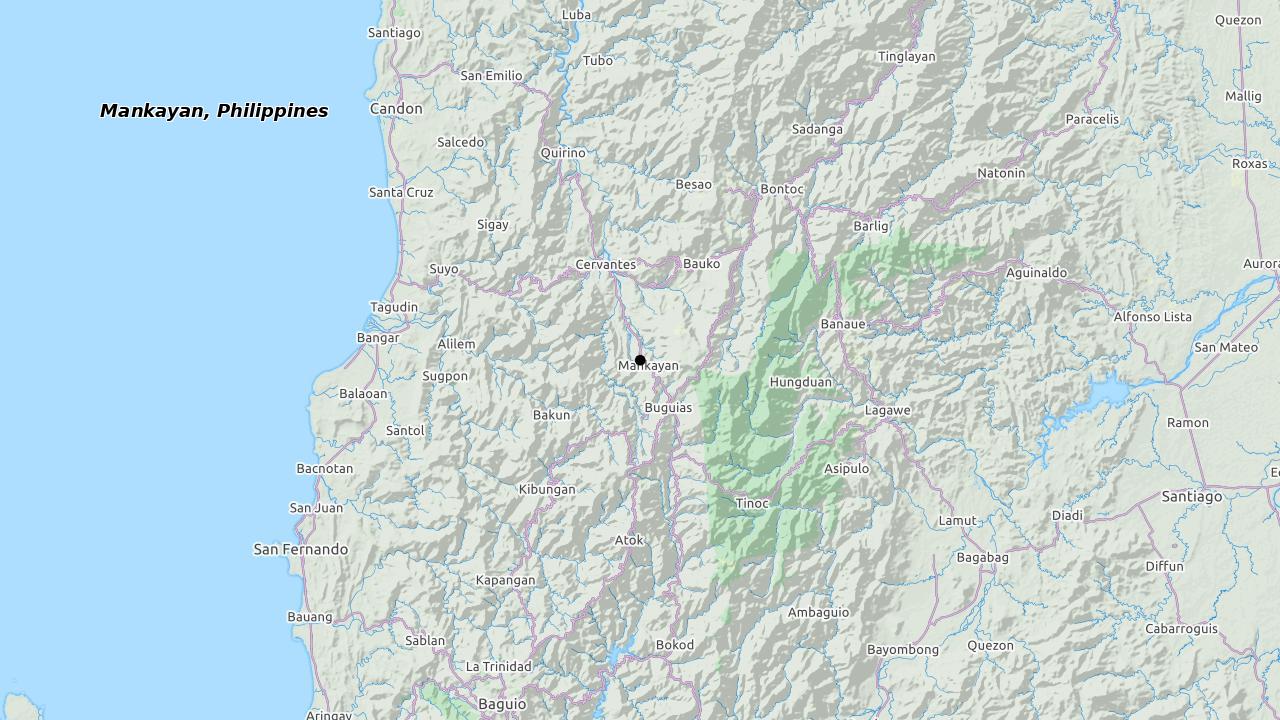 Luba
Quezon
Santiago
Tinglayan
Tubo
San Emilio
Mallig
Mankayan, Philippines
Candon
Paracelis
Sadanga
Salcedo
Quirino
Roxas
Natonin
Besao
Bontoc
Santa Cruz
Sigay
Barlig
Cervantes
Bauko
Aurora
Suyo
Aguinaldo
Tagudin
Alfonso Lista
Banaue
Bangar
Alilem
San Mateo
Mankayan
Sugpon
Hungduan
Balaoan
Buguias
Lagawe
Bakun
Ramon
Santol
Bacnotan
Asipulo
Kibungan
Santiago
Tinoc
San Juan
Diadi
Lamut
Atok
San Fernando
Bagabag
Diffun
Kapangan
Ambaguio
Bauang
Cabarroguis
Sablan
Bokod
Quezon
Bayombong
La Trinidad
Baguio
Aringay